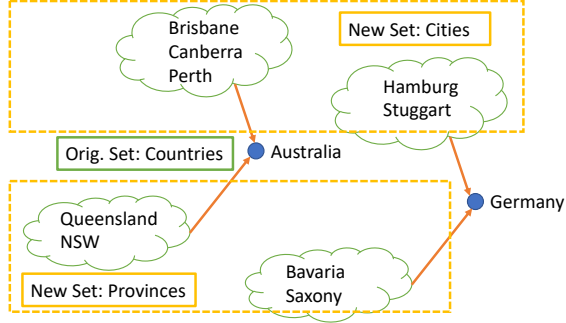 Brisbane
Canberra
Perth
New Set: Cities
Hamburg
Stuggart
Orig. Set: Countries
Australia
Queensland
NSW
Germany
New Set: Provinces
Bavaria
Saxony